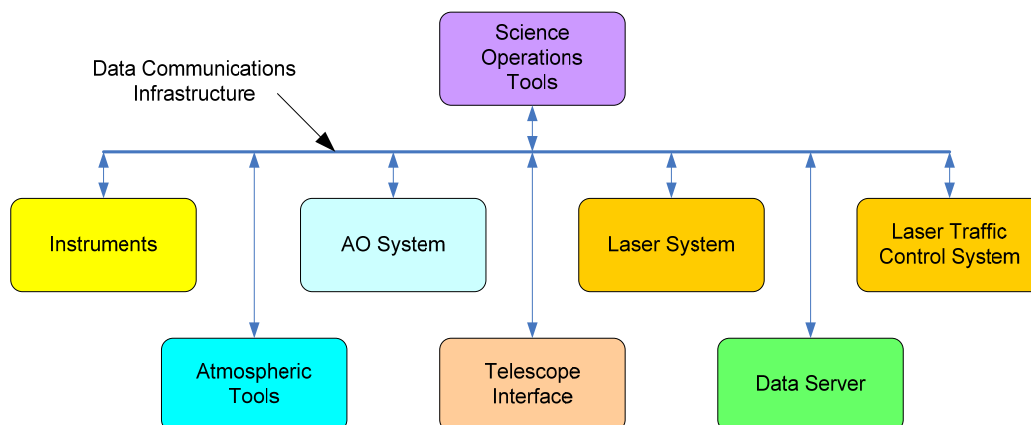 Science
Operations
Tools
Data Communications
Infrastructure
Instruments
AO System
Laser System
Laser Traffic
Control System
Atmospheric
Tools
Telescope
Interface
Data Server